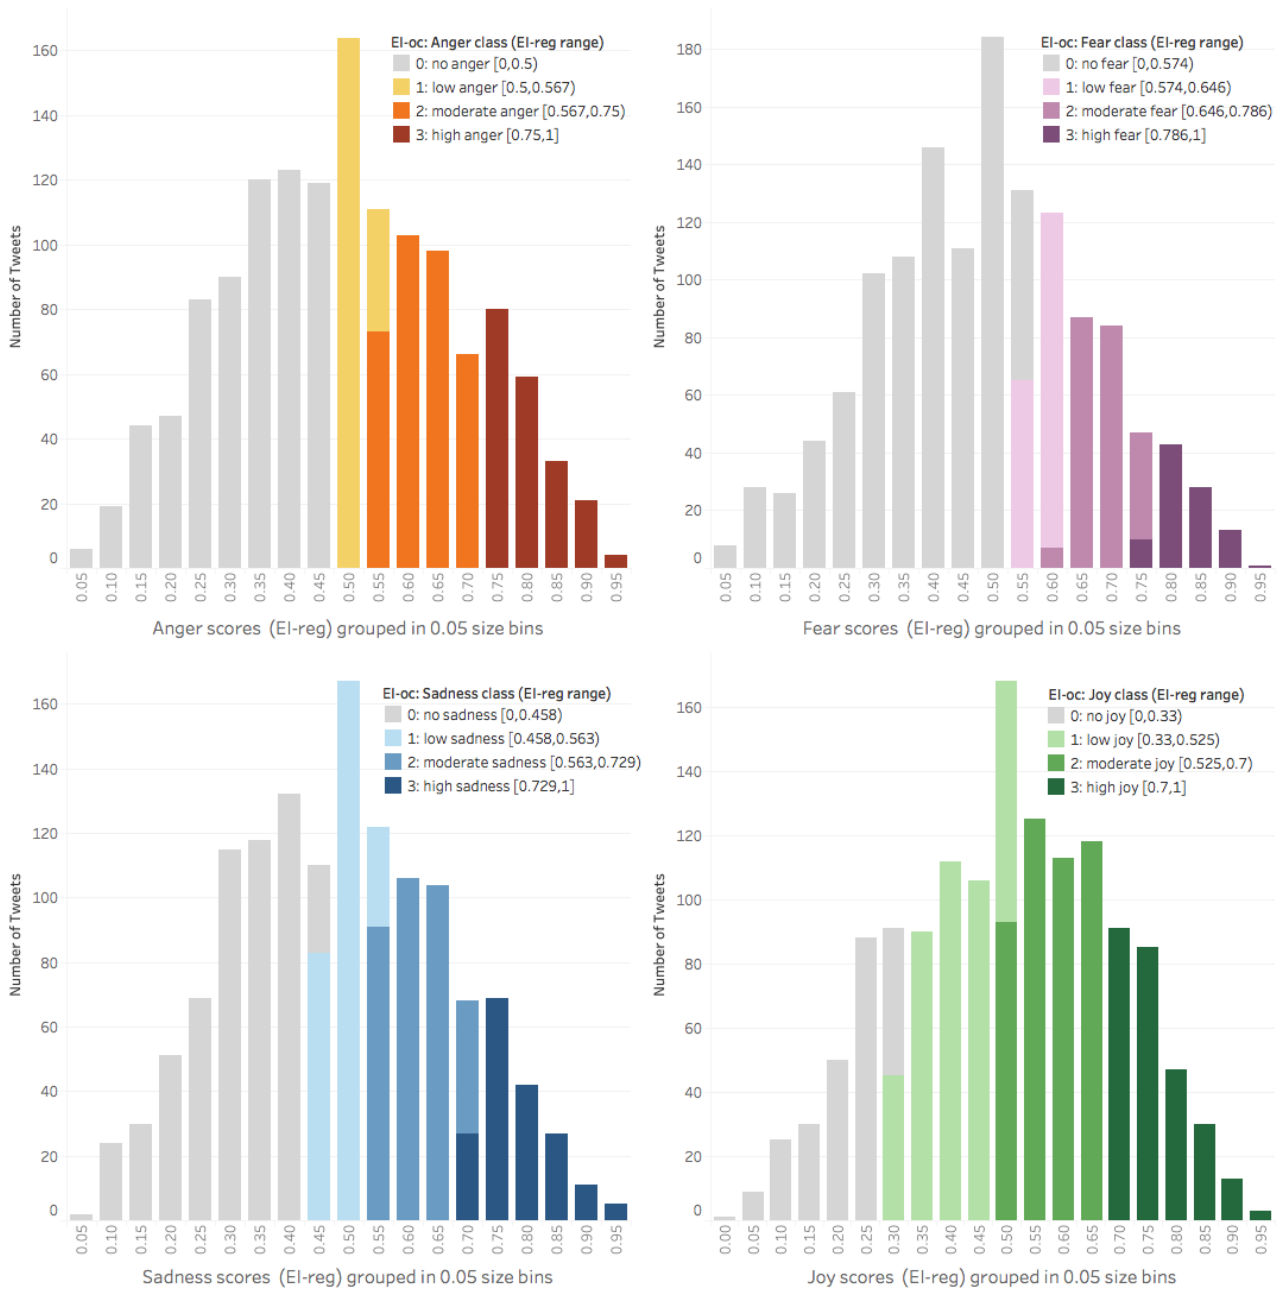 EI-oc: Anger class (EI-reg range)
0: no anger [0,0.5)
1: low anger [0.5,0.567)
2: moderate anger [0.567,0.75)
3: high anger [0.75,1]
Number of Tweets
160
140
120
100
80
60
40
20
0
0.05 0.10 0.15 0.20 0.25 0.30 0.35 0.40 0.45 0.50 0.55 0.60 0.65 0.70 0.75 0.80 0.85 0.90 0.95
Anger scores (EI-reg) grouped in 0.05 size bins
EI-oc: Fear class (EI-reg range)
0: no fear [0,0.574)
1: low fear [0.574,0.646)
2: moderate fear [0.646,0.786)
3: high fear [0.786,1]
Number of Tweets
180
160
140
120
100
80
60
40
20
0
0.05 0.10 0.15 0.20 0.25 0.30 0.35 0.40 0.45 0.50 0.55 0.60 0.65 0.70 0.75 0.80 0.85 0.90 0.95
Fear scores (EI-reg) grouped in 0.05 size bins
EI-oc: Sadness class (EI-reg range)
0: no sadness [0,0.458)
1: low sadness [0.458,0.563)
2: moderate sadness [0.563,0.729)
3: high sadness [0.729,1]
Number of Tweets
160
140
120
100
80
60
40
20
0
0.05 0.10 0.15 0.20 0.25 0.30 0.35 0.40 0.45 0.50 0.55 0.60 0.65 0.70 0.75 0.80 0.85 0.90 0.95
Sadness scores (EI-reg) grouped in 0.05 size bins
EI-oc: Joy class (EI-reg range)
0: no joy [0,0.33)
1: low joy [0.33,0.525)
2: moderate joy [0.525,0.7)
3: high joy [0.7,1]
Number of Tweets
160
140
120
100
80
60
40
20
0
0.00 0.05 0.10 0.15 0.20 0.25 0.30 0.35 0.40 0.45 0.50 0.55 0.60 0.65 0.70 0.75 0.80 0.85 0.90 0.95
Joy scores (EI-reg) grouped in 0.05 size bins